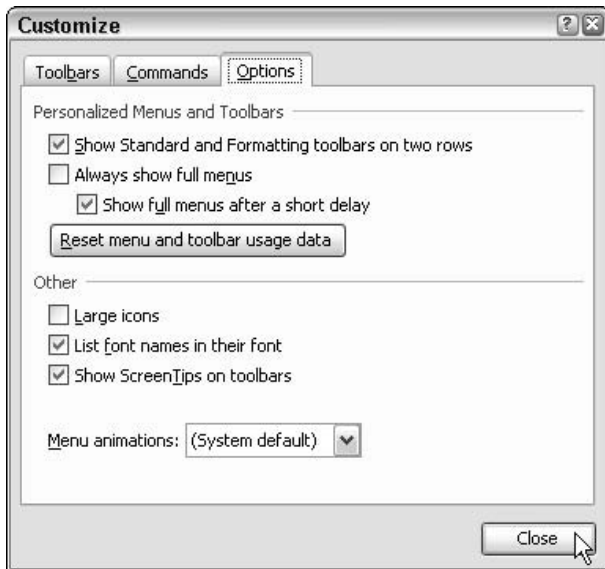 Customize
Toolbars Commands Options
Personalized Menus and Toolbars
Show Standard and Formatting toolbars on two rows
Always show full menus
Show full menus after a short delay
Reset menu and toolbar usage data
Other
Large icons
List font names in their font
Show ScreenTips on toolbars
Menu animations: (System default)
Close